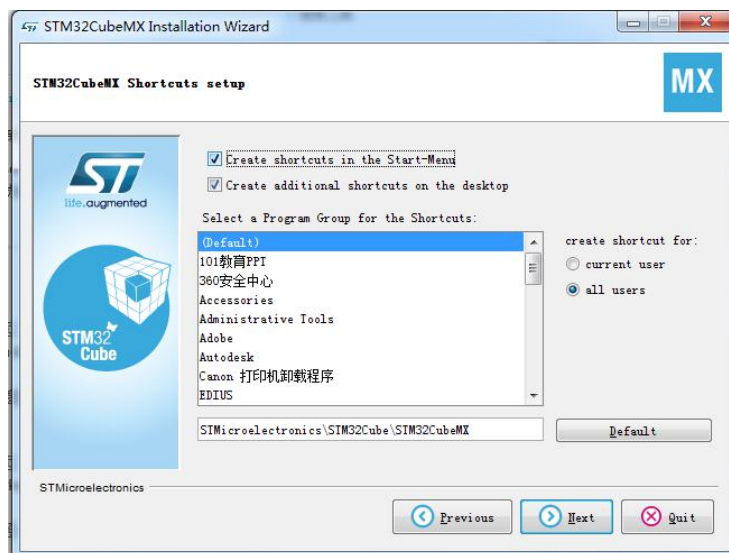 STM32CubeMX Installation Wizard
STM32CubeMX Shortcuts setup
MX
ST
life.augmented
STM32
Cube
Create shortcuts in the Start-Menu
Create additional shortcuts on the desktop
Select a Program Group for the Shortcuts:
(Default)
101教育PPT
360安全中心
Accessories
Administrative Tools
Adobe
Autodesk
Canon 打印机卸载程序
EDIUS
create shortcut for:
current user
all users
STMicroelectronics\STM32Cube\STM32CubeMX
Default
STMicroelectronics
Previous
Next
Quit